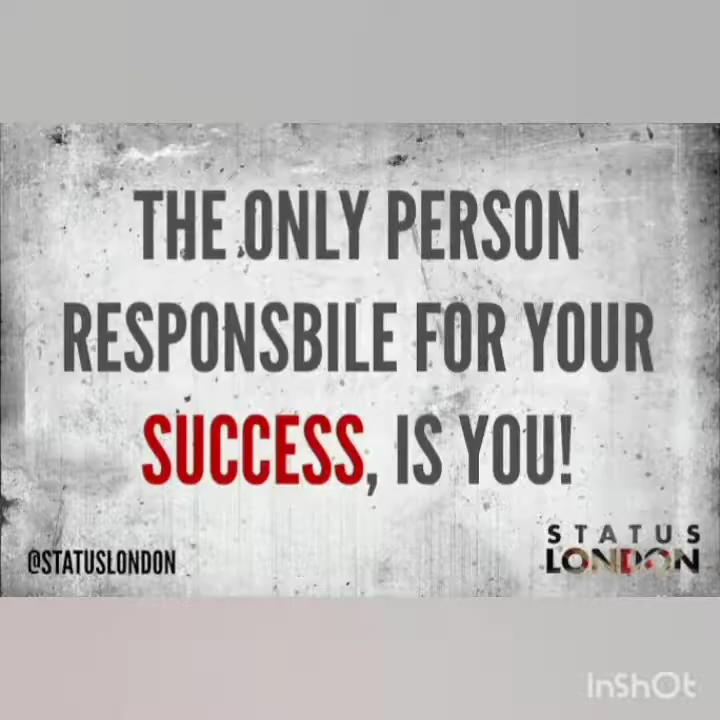 THE ONLY PERSON
RESPONSBILE FOR YOUR
SUCCESS, IS YOU!
@STATUSLONDON
STATUS
LONDON
InShOt